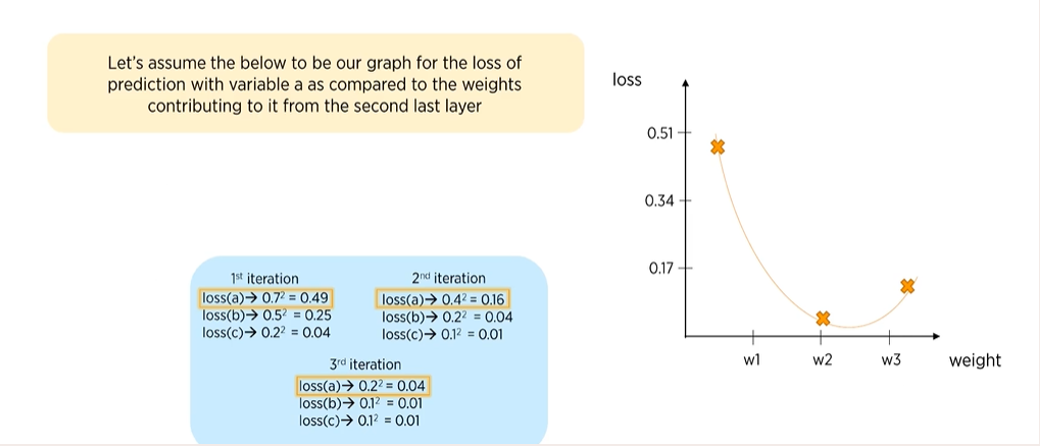 Let's assume the below to be our graph for the loss of
prediction with variable a as compared to the weights
contributing to it from the second last layer
loss
0.51
0.34
0.17
w1
w2
w3
weight
1st iteration
loss(a)→ 0.7² = 0.49
loss(b)→ 0.5² = 0.25
loss(c)→ 0.2² = 0.04
2nd iteration
loss(a)→ 0.4² = 0.16
loss(b)→ 0.2² = 0.04
loss(c)→ 0.1² = 0.01
3rd iteration
loss(a)→ 0.2² = 0.04
loss(b)→ 0.1² = 0.01
loss(c)→ 0.1² = 0.01